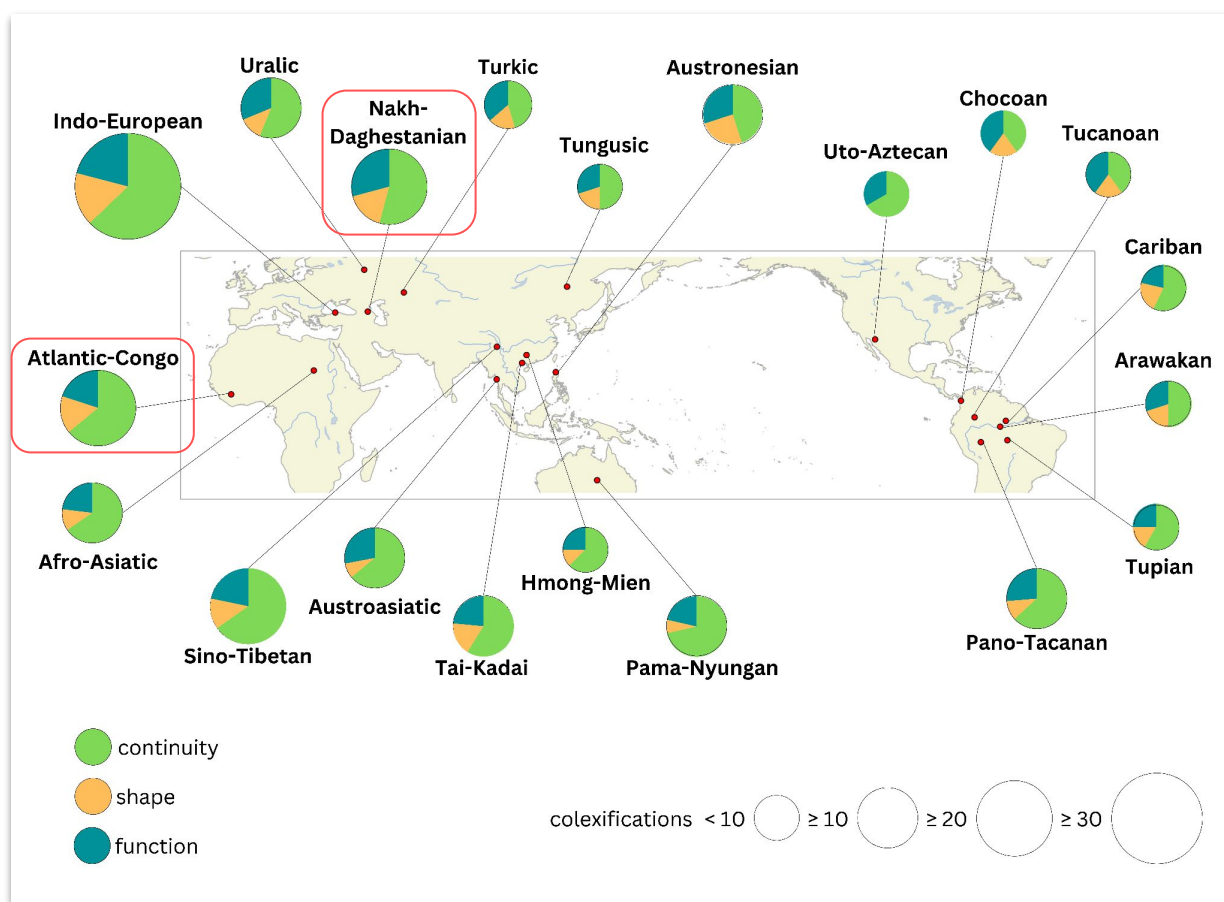 Uralic
Turkic
Austronesian
Nakh-
Daghestanian
Chocoan
Indo-European
Tucanoan
Tungusic
Uto-Aztecan
Cariban
Atlantic-Congo
Arawakan
Afro-Asiatic
Hmong-Mien
Tupian
Austroasiatic
Pano-Tacanan
Sino-Tibetan
Tai-Kadai
Pama-Nyungan
continuity
shape
function
colexifications < 10 ≥ 10 ≥ 20 ≥ 30